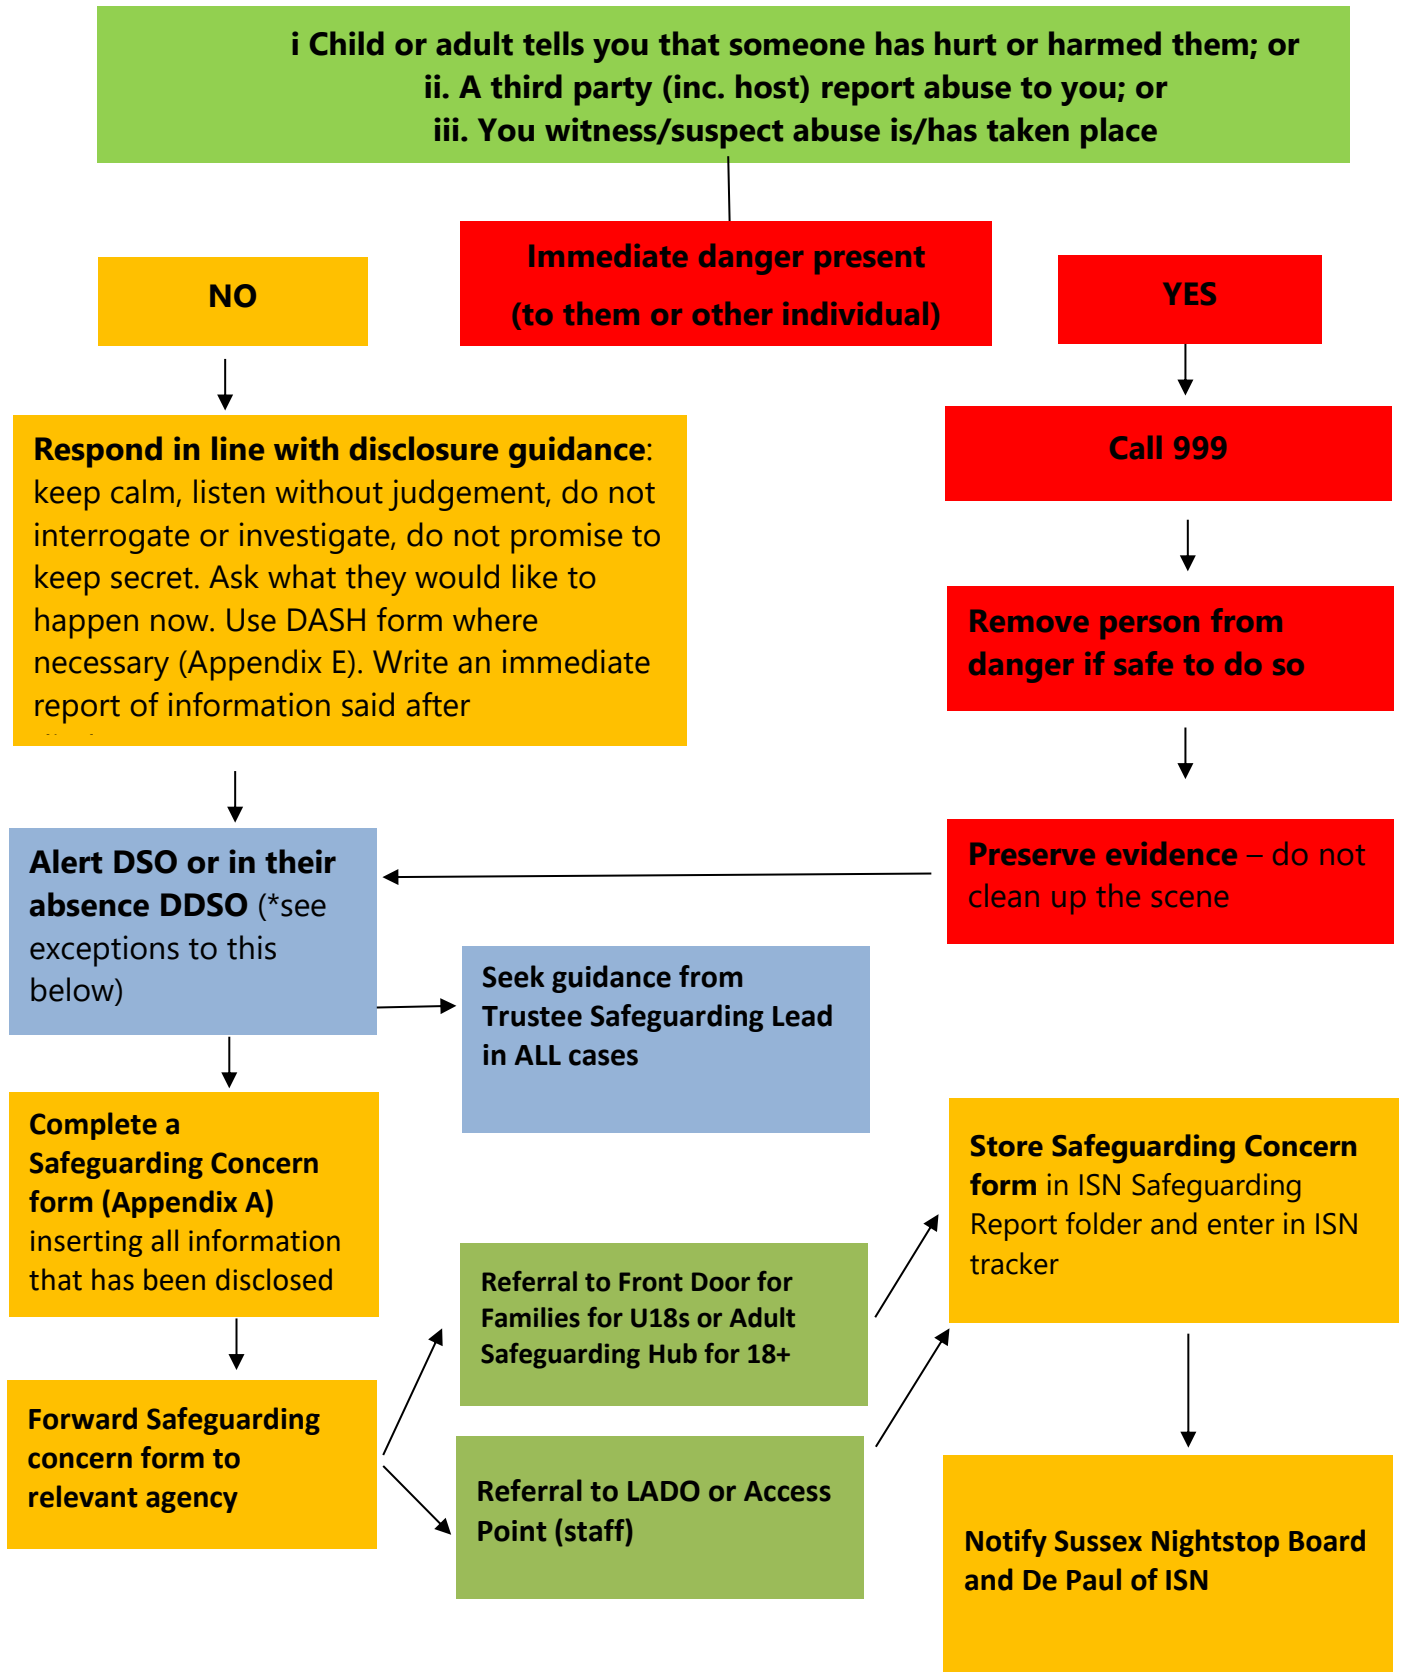 i Child or adult tells you that someone has hurt or harmed them; or
ii. A third party (inc. host) report abuse to you; or
iii. You witness/suspect abuse is/has taken place
Immediate danger present
(to them or other individual)
NO
YES
Respond in line with disclosure guidance:
keep calm, listen without judgement, do not
interrogate or investigate, do not promise to
keep secret. Ask what they would like to
happen now. Use DASH form where
necessary (Appendix E). Write an immediate
report of information said after
Call 999
Remove person from
danger if safe to do so
Preserve evidence – do not
clean up the scene
Alert DSO or in their
absence DDSO (*see
exceptions to this
below)
Seek guidance from
Trustee Safeguarding Lead
in ALL cases
Complete a
Safeguarding Concern
form (Appendix A)
inserting all information
that has been disclosed
Forward Safeguarding
concern form to
relevant agency
Referral to Front Door for
Families for U18s or Adult
Safeguarding Hub for 18+
Referral to LADO or Access
Point (staff)
Store Safeguarding Concern
form in ISN Safeguarding
Report folder and enter in ISN
tracker
Notify Sussex Nightstop Board
and De Paul of ISN